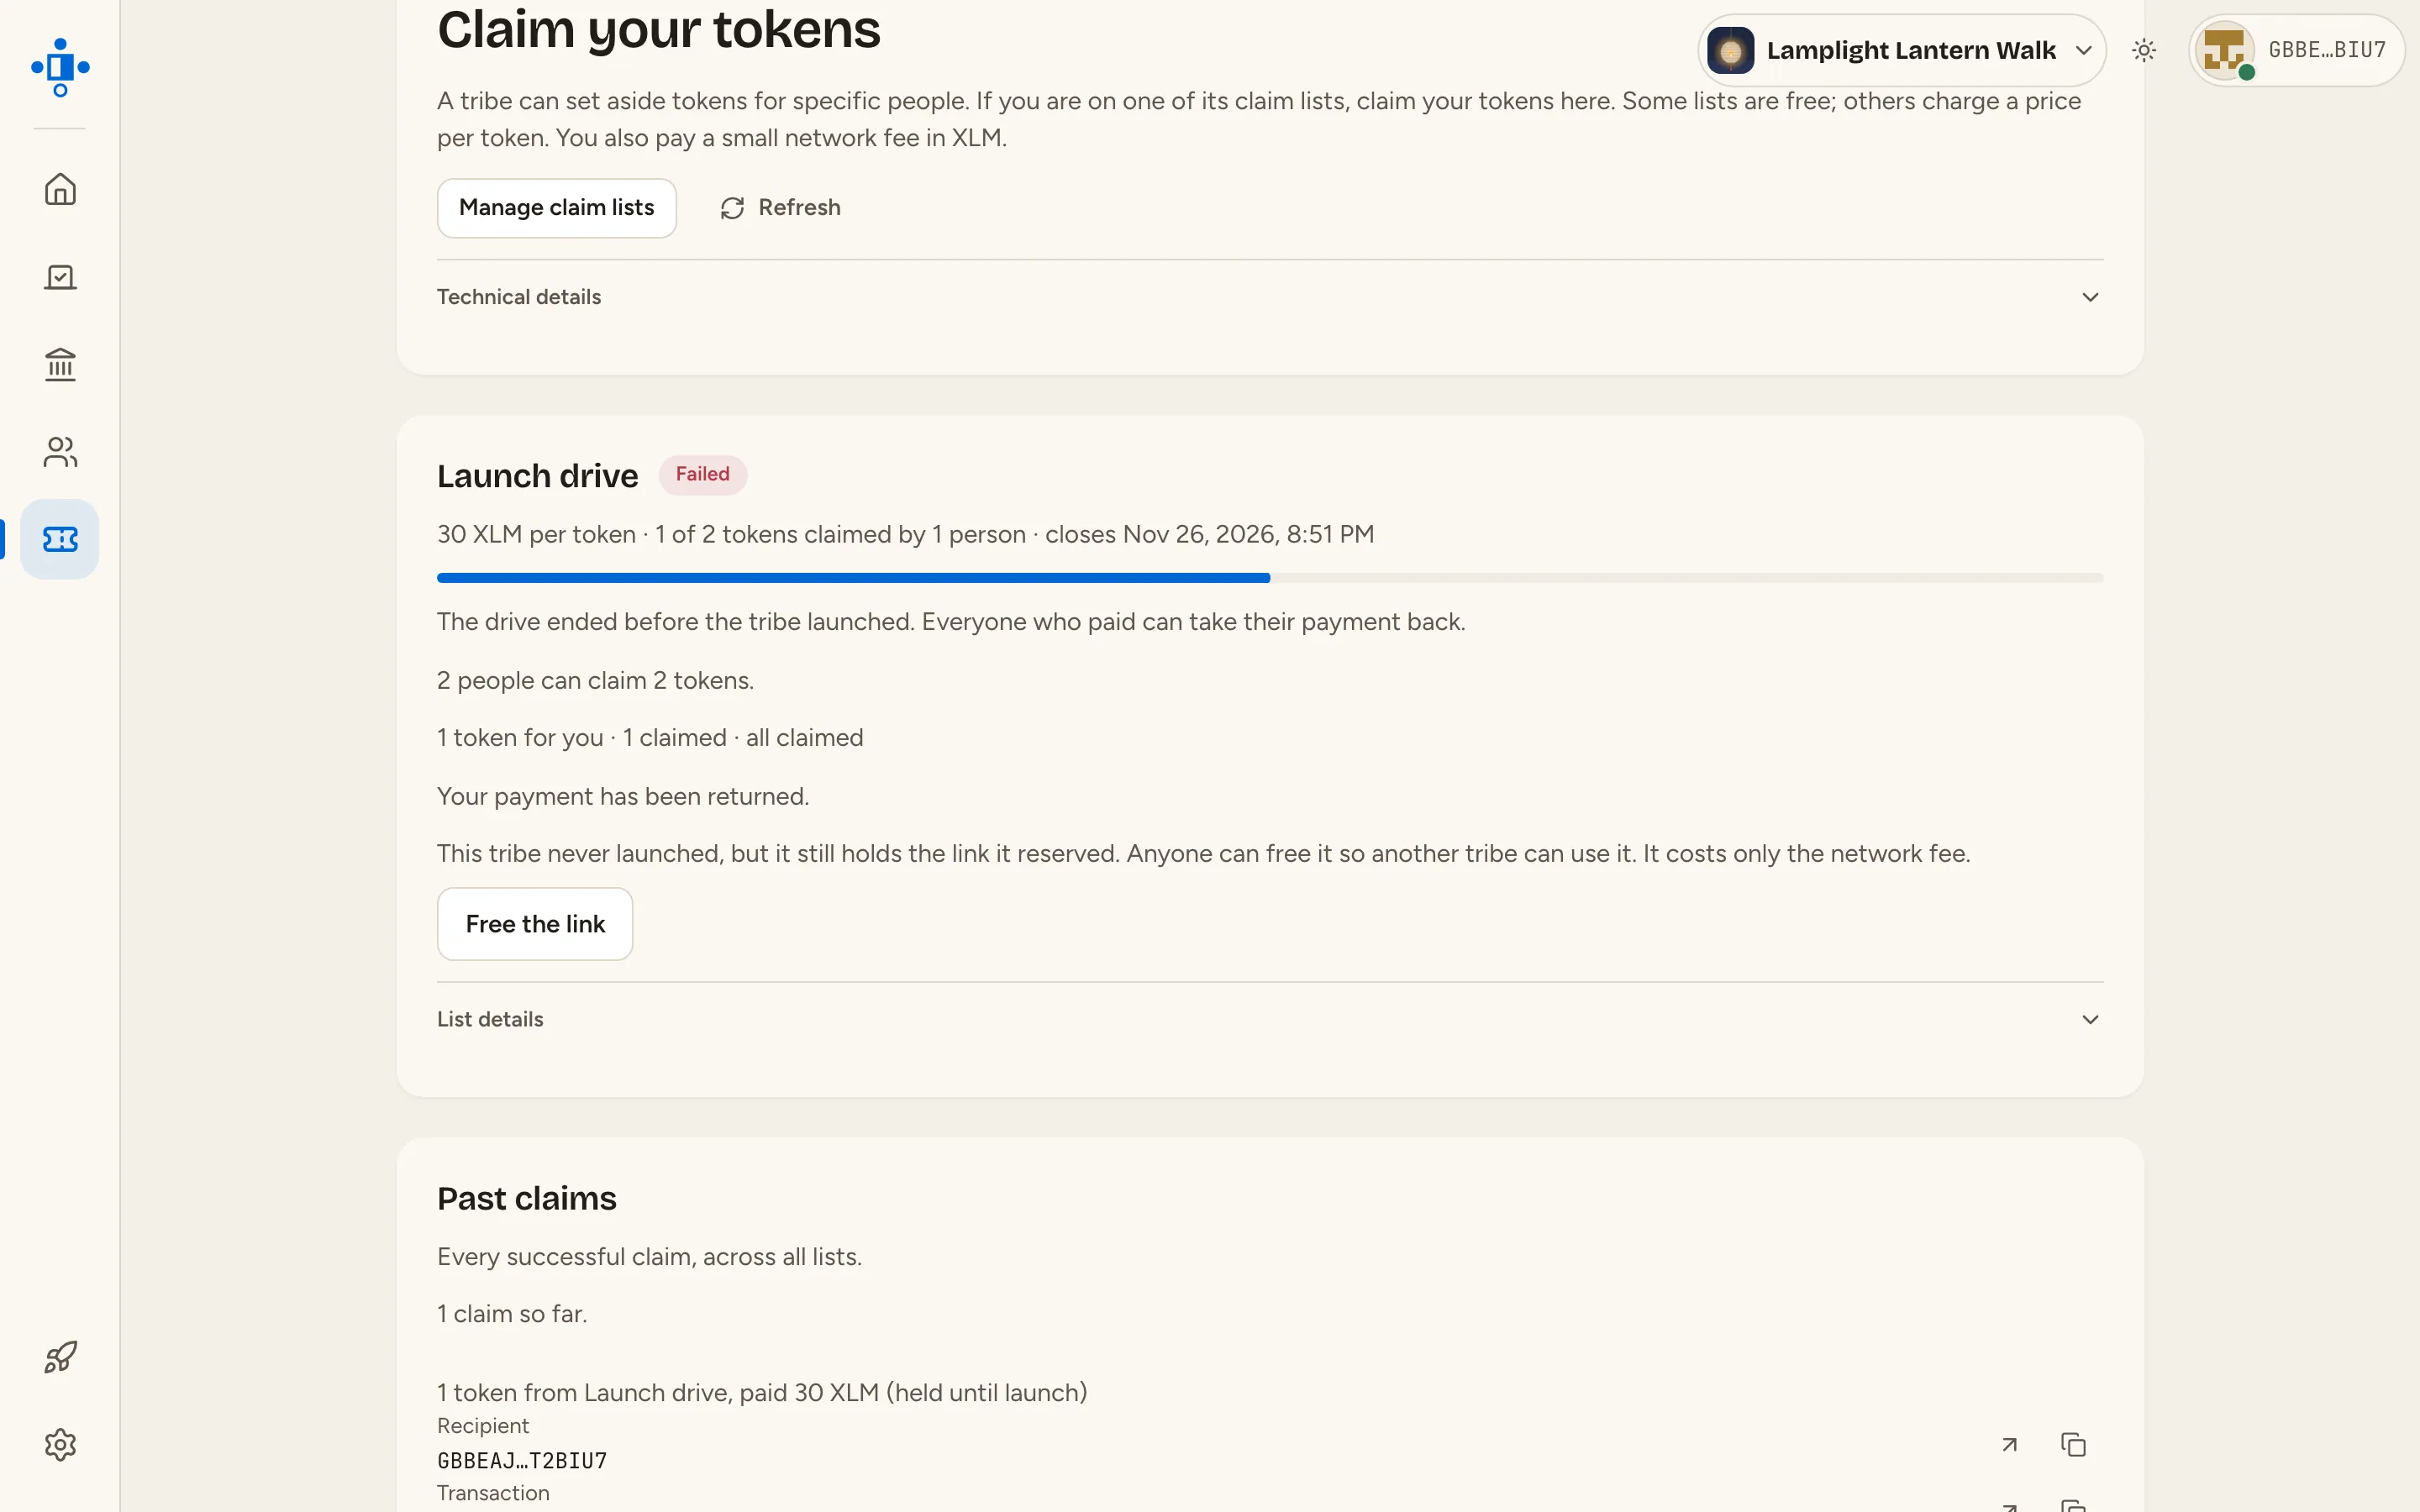 Claim your tokens
Lamplight Lantern Walk
GBBE…BIU7
A tribe can set aside tokens for specific people. If you are on one of its claim lists, claim your tokens here. Some lists are free; others charge a price
per token. You also pay a small network fee in XLM.
Manage claim lists
Refresh
Technical details
Launch drive
Failed
30 XLM per token · 1 of 2 tokens claimed by 1 person · closes Nov 26, 2026, 8:51 PM
The drive ended before the tribe launched. Everyone who paid can take their payment back.
2 people can claim 2 tokens.
1 token for you · 1 claimed · all claimed
Your payment has been returned.
This tribe never launched, but it still holds the link it reserved. Anyone can free it so another tribe can use it. It costs only the network fee.
Free the link
List details
Past claims
Every successful claim, across all lists.
1 claim so far.
1 token from Launch drive, paid 30 XLM (held until launch)
Recipient
GBBEAJ…T2BIU7
Transaction